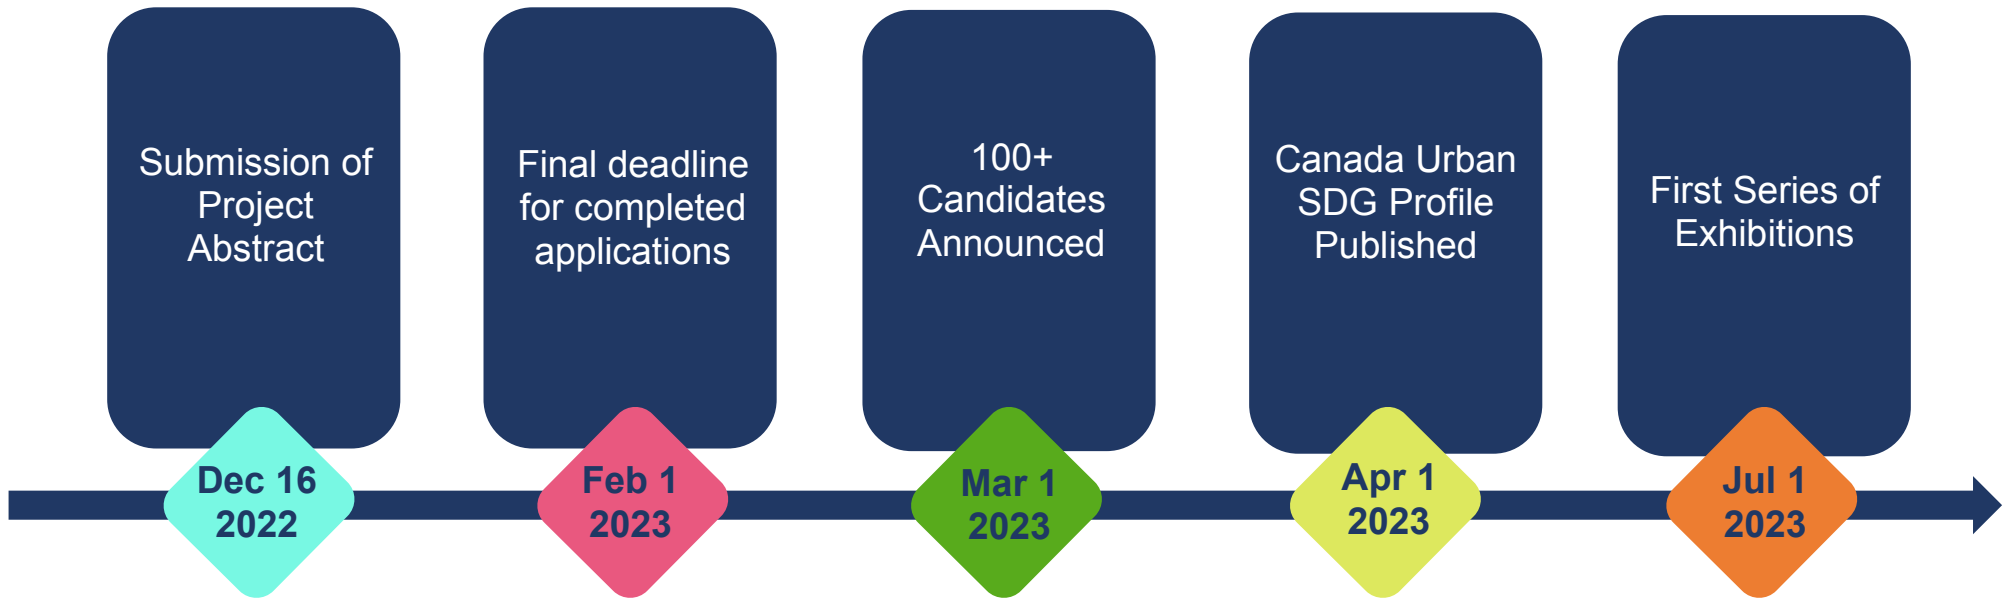 Submission of
Project
Abstract
Dec 16
2022
Final deadline
for completed
applications
Feb 1
2023
100+
Candidates
Announced
Mar 1
2023
Canada Urban
SDG Profile
Published
Apr 1
2023
First Series of
Exhibitions
Jul 1
2023